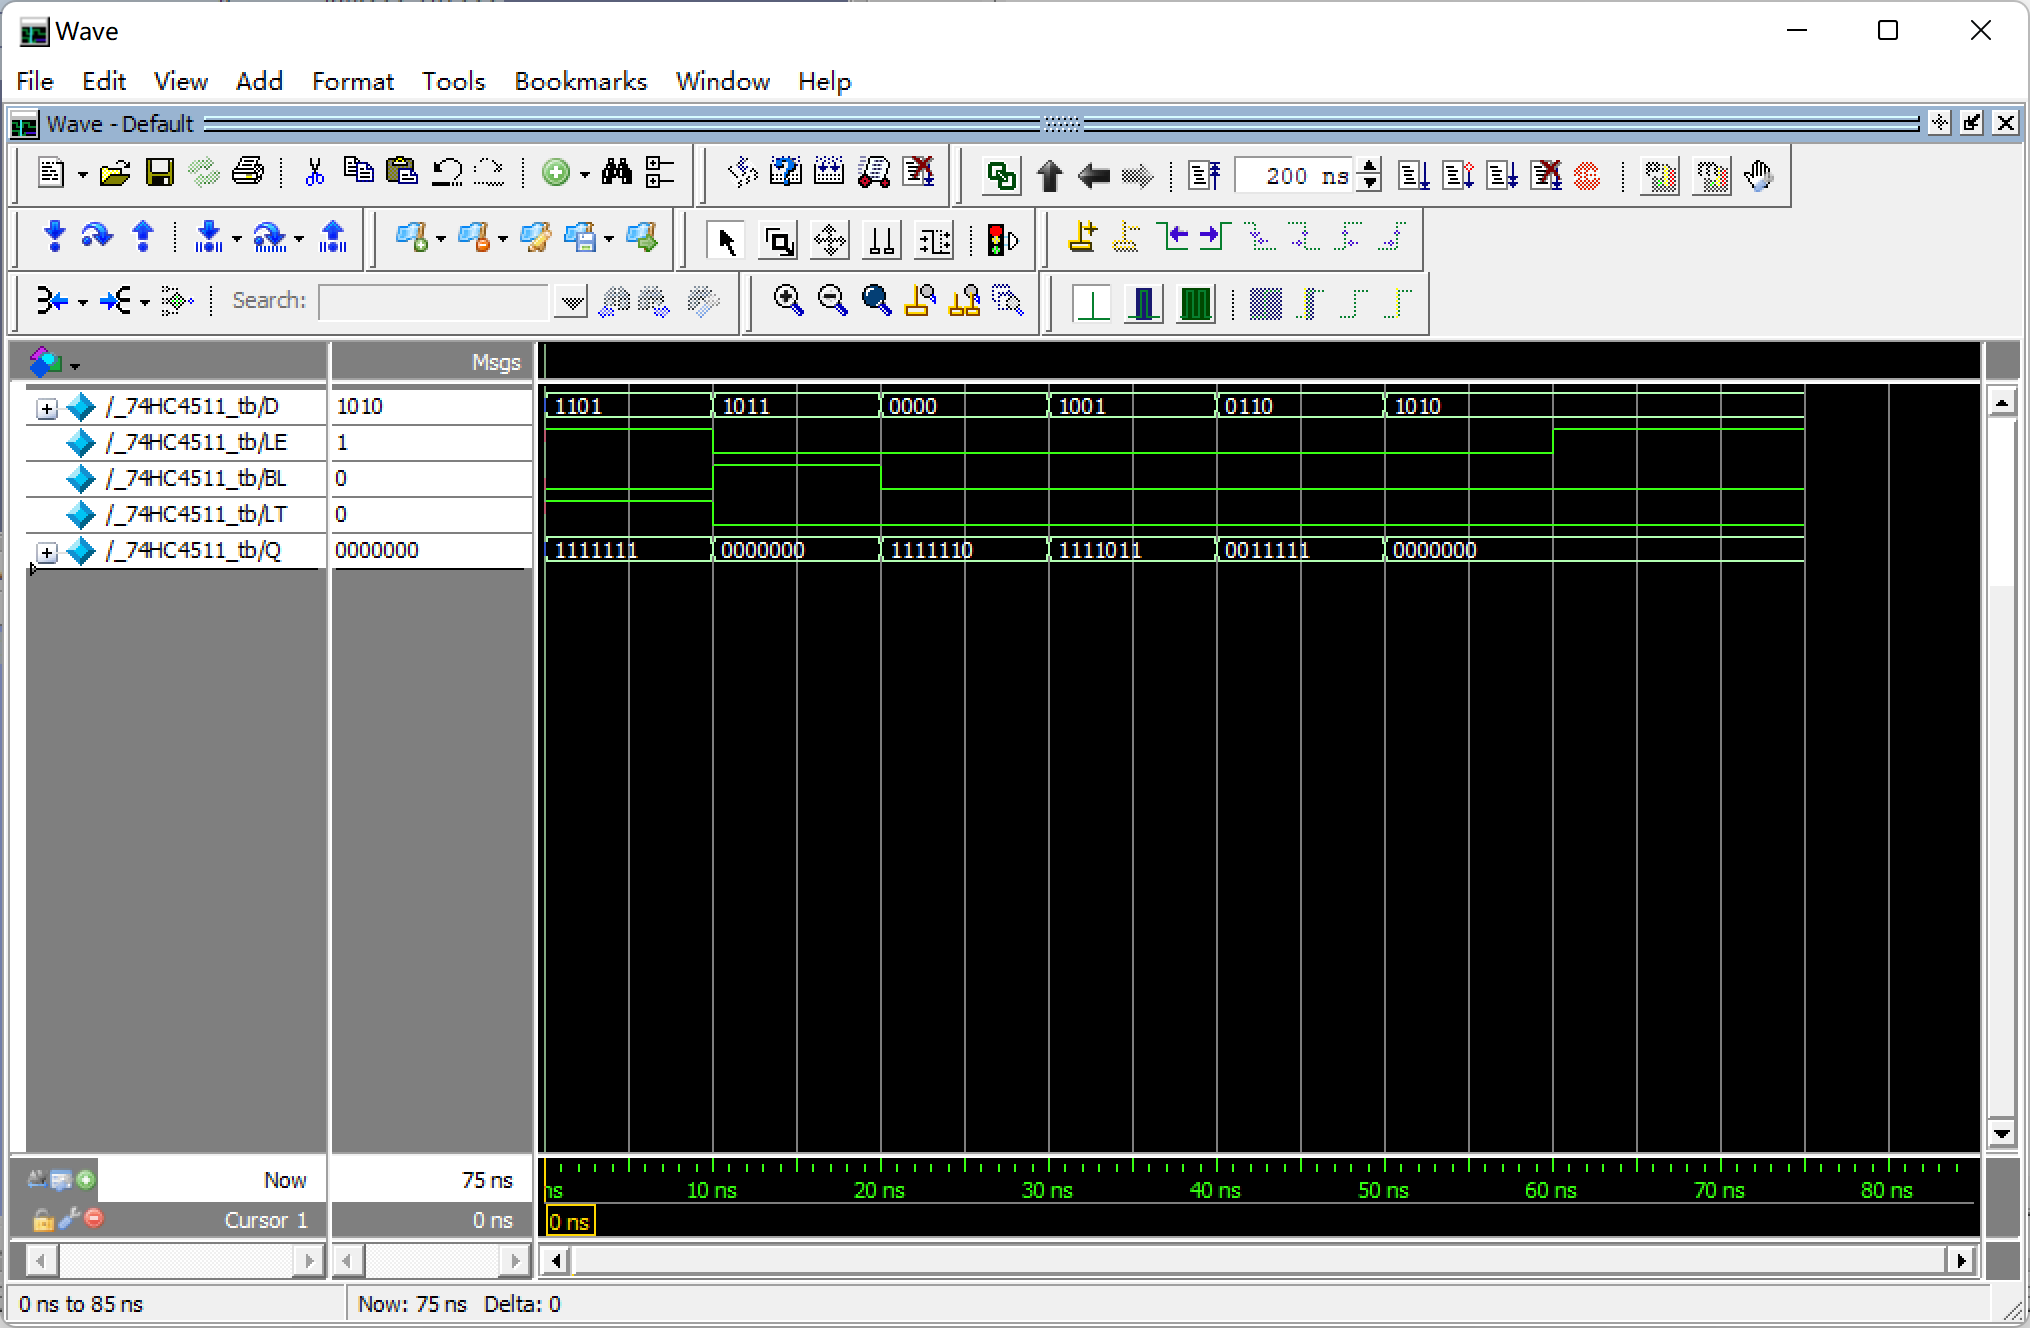 Wave
File Edit View Add Format Tools Bookmarks Window Help
Wave - Default
200 ns
Search:
Msgs
/_74HC4511_tb/D 1010 1101 1011 0000 1001 0110 1010
/_74HC4511_tb/LE 1
/_74HC4511_tb/BL 0
/_74HC4511_tb/LT 0
/_74HC4511_tb/Q 0000000 1111111 0000000 1111110 1111011 0011111 0000000
Now 75 ns ns 10 ns 20 ns 30 ns 40 ns 50 ns 60 ns 70 ns 80 ns
Cursor 1 0 ns 0 ns
0 ns to 85 ns Now: 75 ns Delta: 0